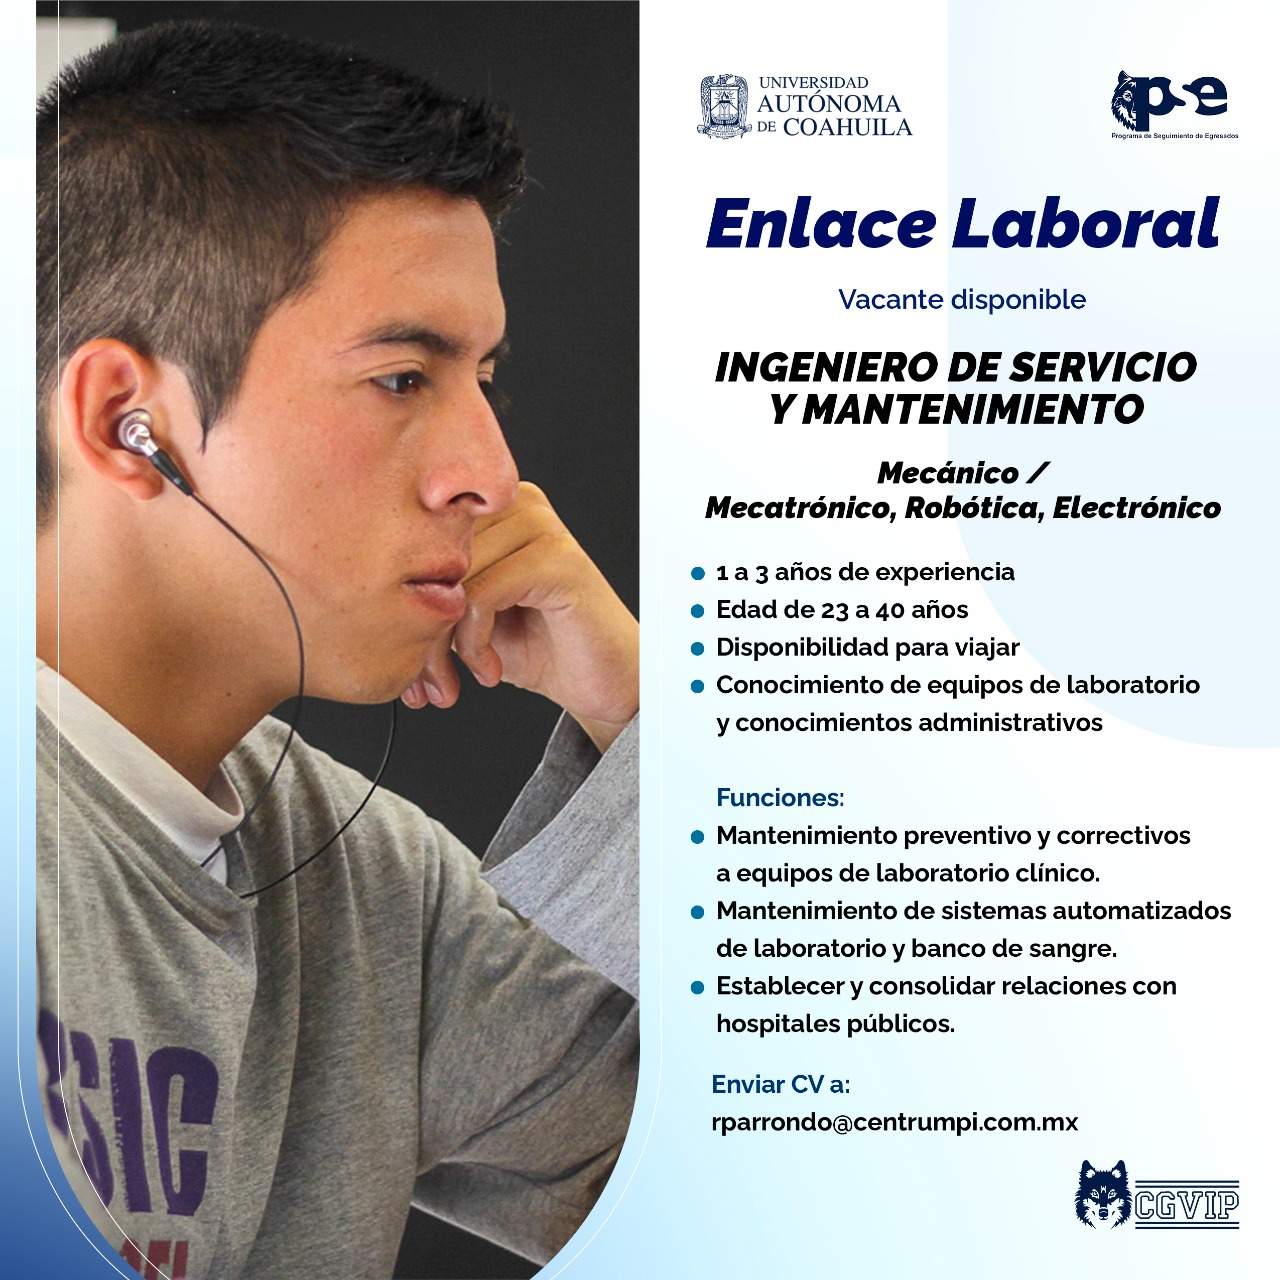 UNIVERSIDAD
AUTÓNOMA
DE COAHUILA
pse
Programa de Seguimiento de Egresados
Enlace Laboral
Vacante disponible
INGENIERO DE SERVICIO
Y MANTENIMIENTO
Mecánico /
Mecatrónico, Robótica, Electrónico
1 a 3 años de experiencia
Edad de 23 a 40 años
Disponibilidad para viajar
Conocimiento de equipos de laboratorio
y conocimientos administrativos
Funciones:
Mantenimiento preventivo y correctivos
a equipos de laboratorio clínico.
Mantenimiento de sistemas automatizados
de laboratorio y banco de sangre.
Establecer y consolidar relaciones con
hospitales públicos.
Enviar CV a:
rparrondo@centrumpi.com.mx
CGVIP
SIC